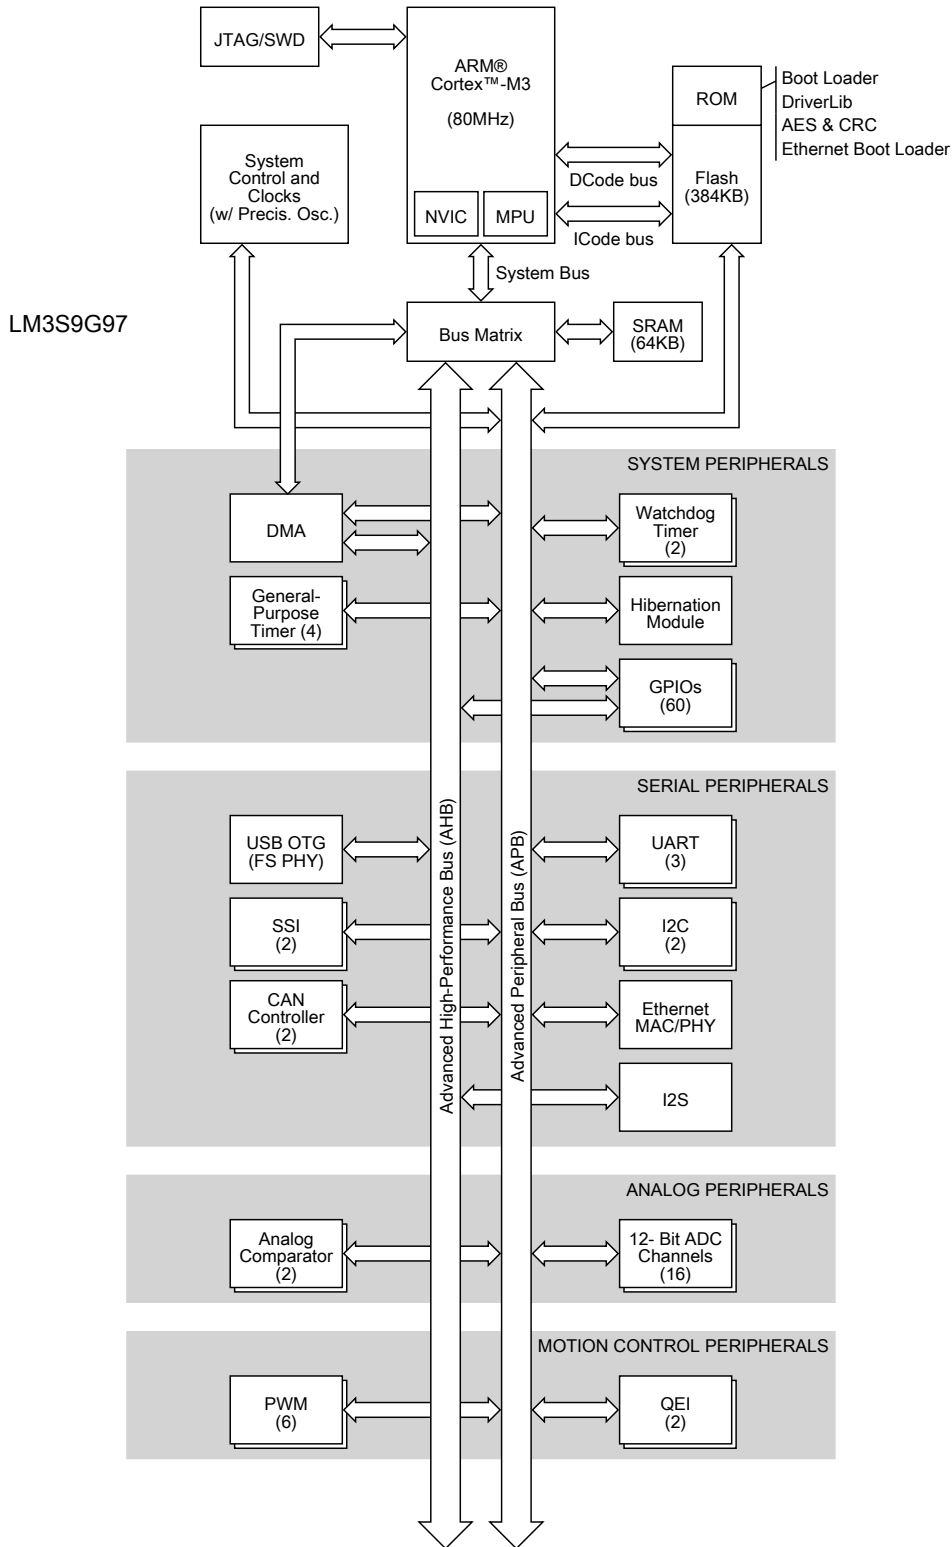 JTAG/SWD
ARM®
Cortex™-M3
(80MHz)
NVIC
MPU
ROM
Flash
(384KB)
Boot Loader
DriverLib
AES & CRC
Ethernet Boot Loader
System
Control and
Clocks
(w/ Precis. Osc.)
DCode bus
ICode bus
System Bus
LM3S9G97
Bus Matrix
SRAM
(64KB)
SYSTEM PERIPHERALS
DMA
Watchdog
Timer
(2)
General-
Purpose
Timer (4)
Hibernation
Module
GPIOs
(60)
SERIAL PERIPHERALS
Advanced High-Performance Bus (AHB)
Advanced Peripheral Bus (APB)
USB OTG
(FS PHY)
UART
(3)
SSI
(2)
I2C
(2)
CAN
Controller
(2)
Ethernet
MAC/PHY
I2S
ANALOG PERIPHERALS
Analog
Comparator
(2)
12- Bit ADC
Channels
(16)
MOTION CONTROL PERIPHERALS
PWM
(6)
QEI
(2)